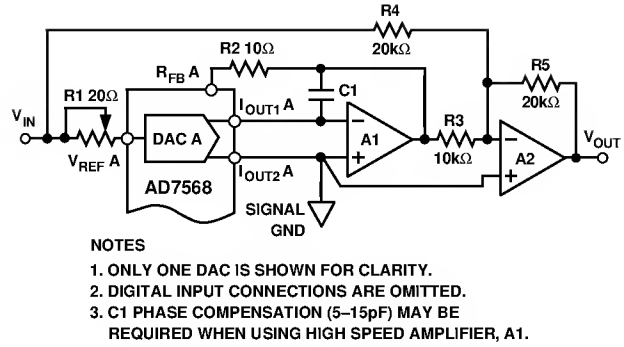 R4
20kΩ
R2 10Ω
R5
20kΩ
RFB A
C1
R1 20Ω
VIN
IOUT1 A
R3
10kΩ
DAC A
A1
A2
VOUT
VREF A
IOUT2 A
AD7568
SIGNAL
GND
NOTES
1. ONLY ONE DAC IS SHOWN FOR CLARITY.
2. DIGITAL INPUT CONNECTIONS ARE OMITTED.
3. C1 PHASE COMPENSATION (5–15pF) MAY BE
REQUIRED WHEN USING HIGH SPEED AMPLIFIER, A1.